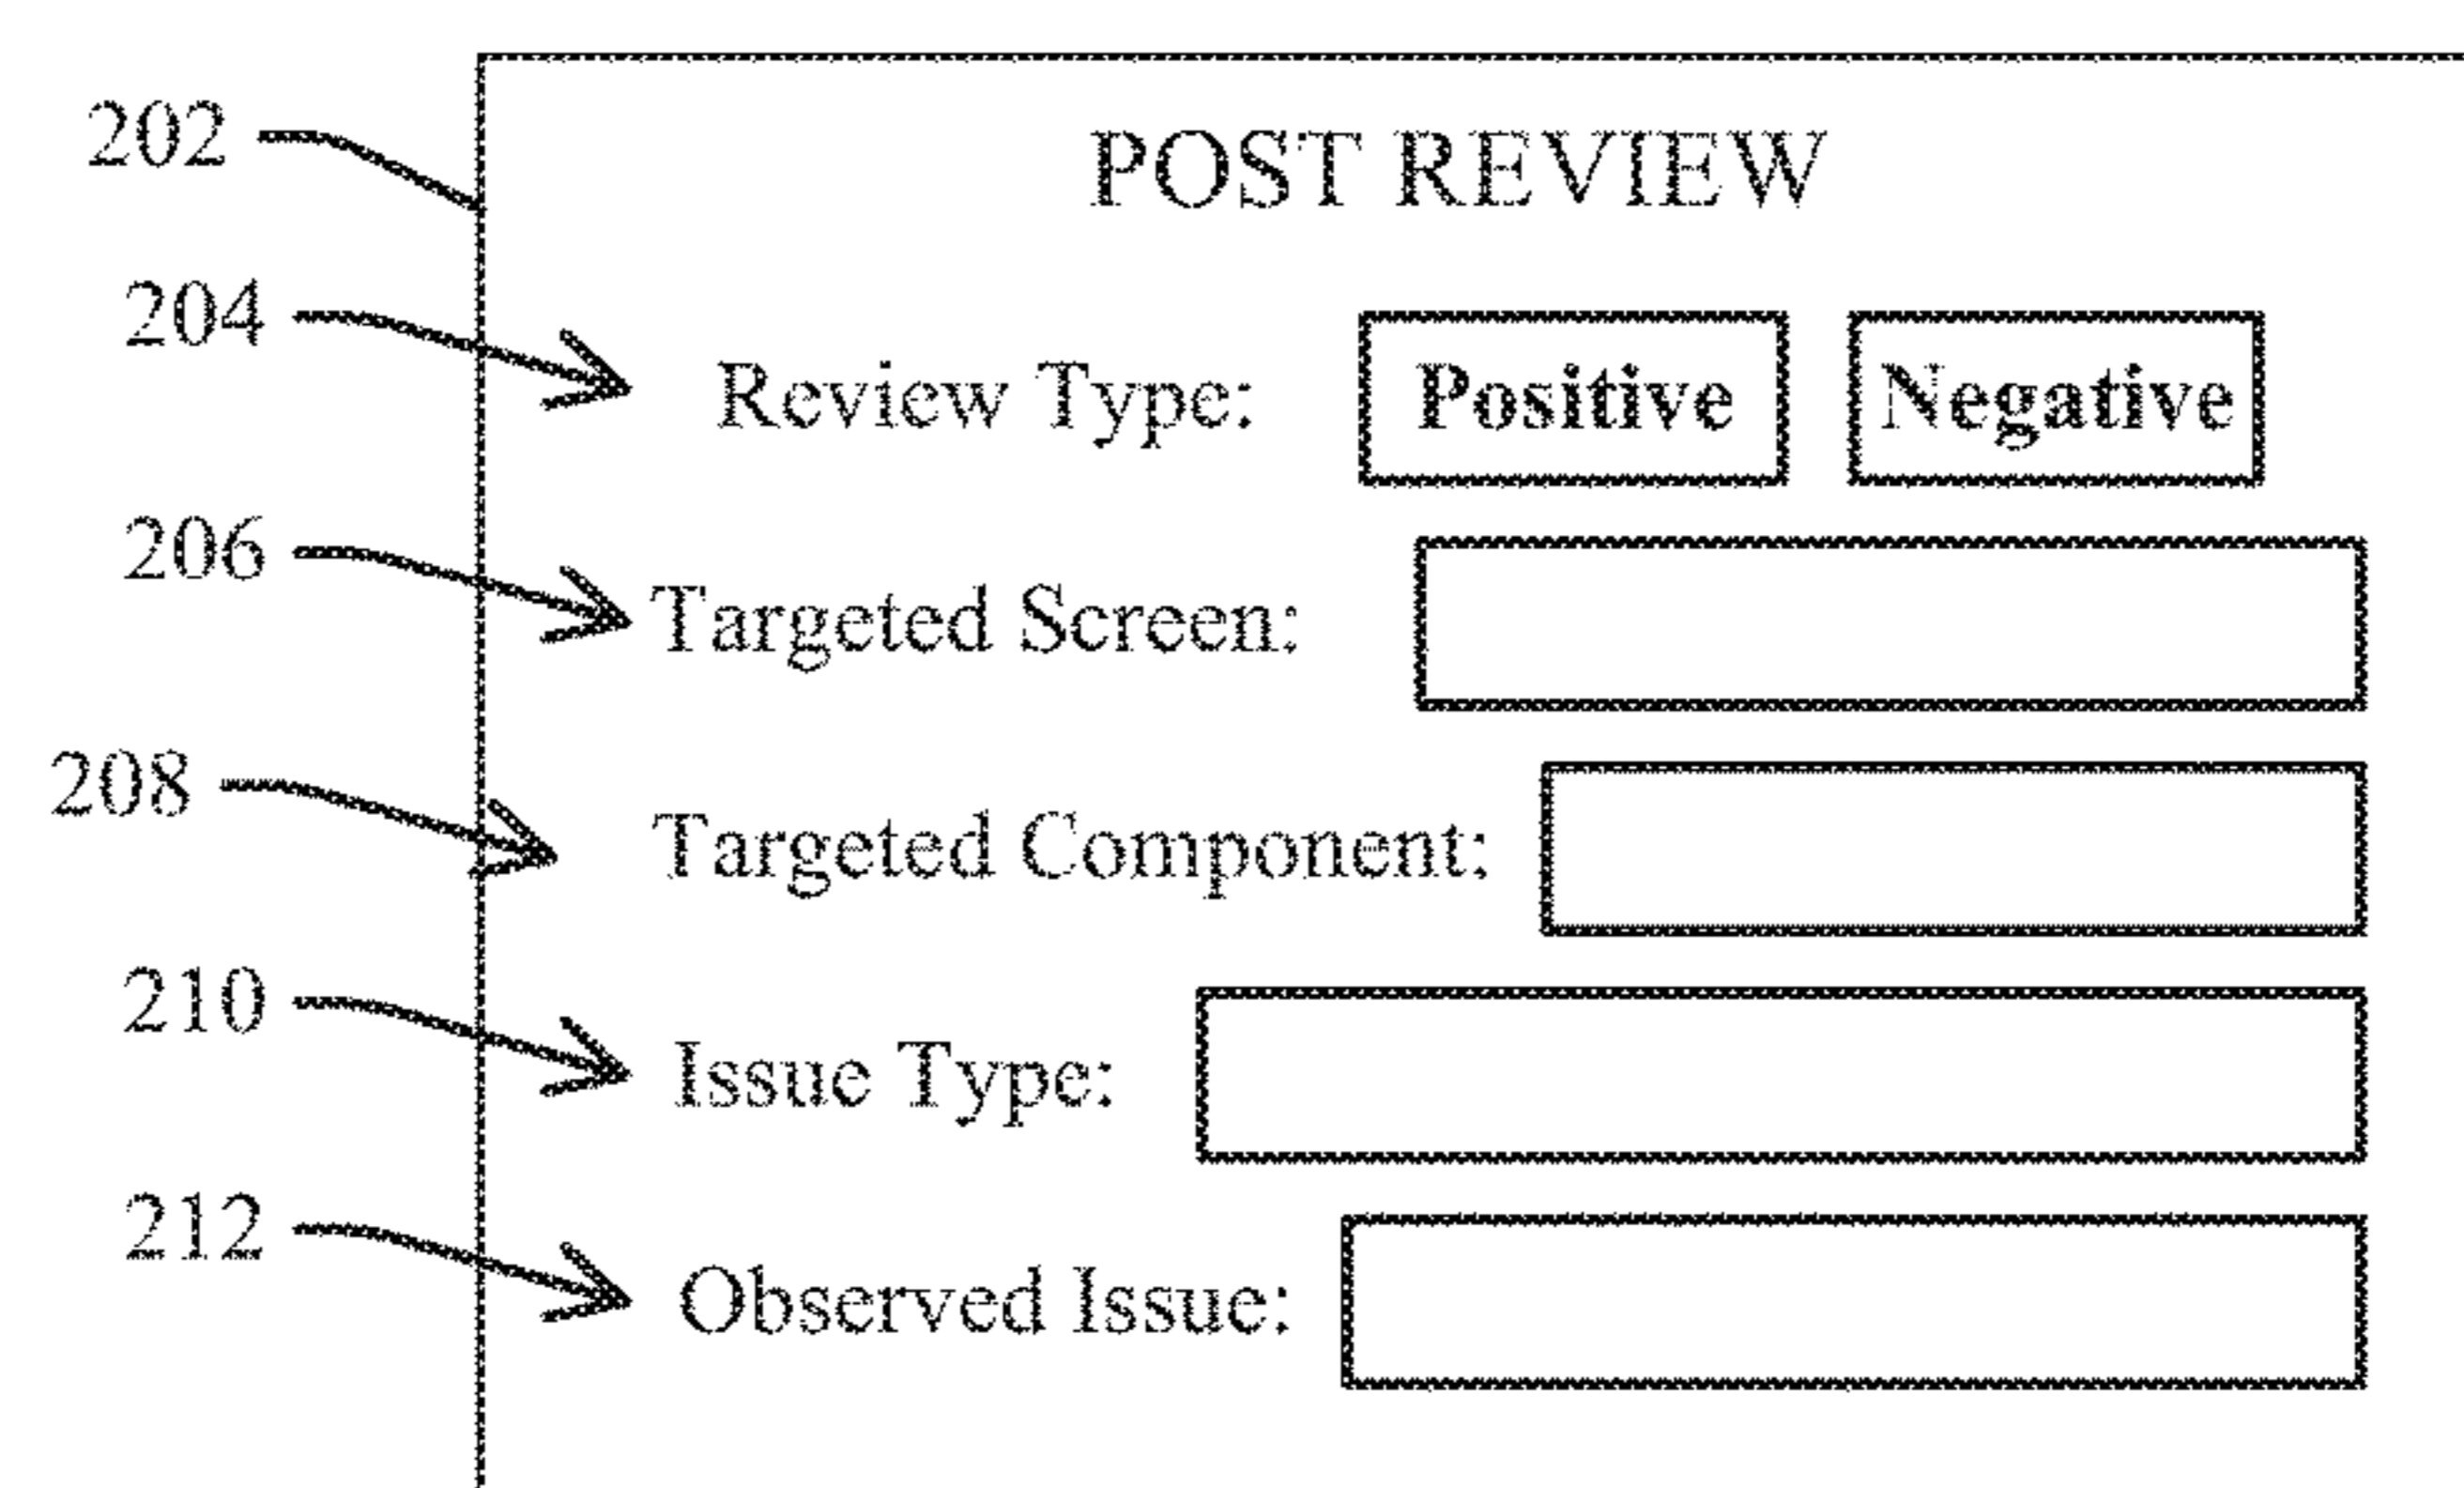 202
POST REVIEW
204
Review Type: Positive Negative
206
Targeted Screen:
208
Targeted Component:
210
Issue Type:
212
Observed Issue: